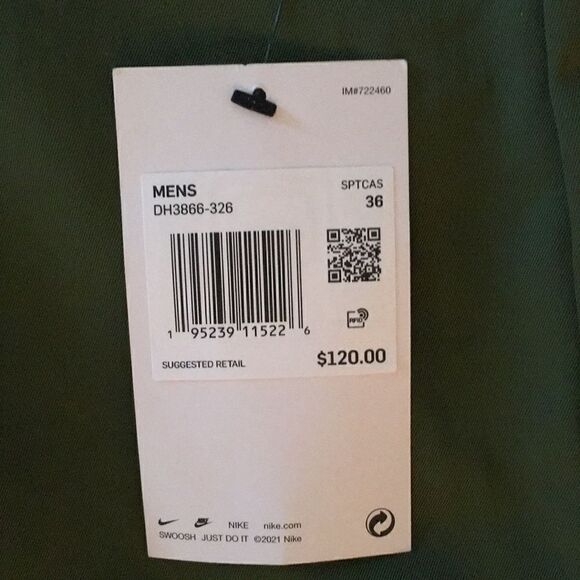 IM#722460
MENS
SPTCAS
DH3866-326
36
RFID
1 95239 11522 6
SUGGESTED RETAIL
$120.00
NIKE nike.com
SWOOSH JUST DO IT ©2021 Nike